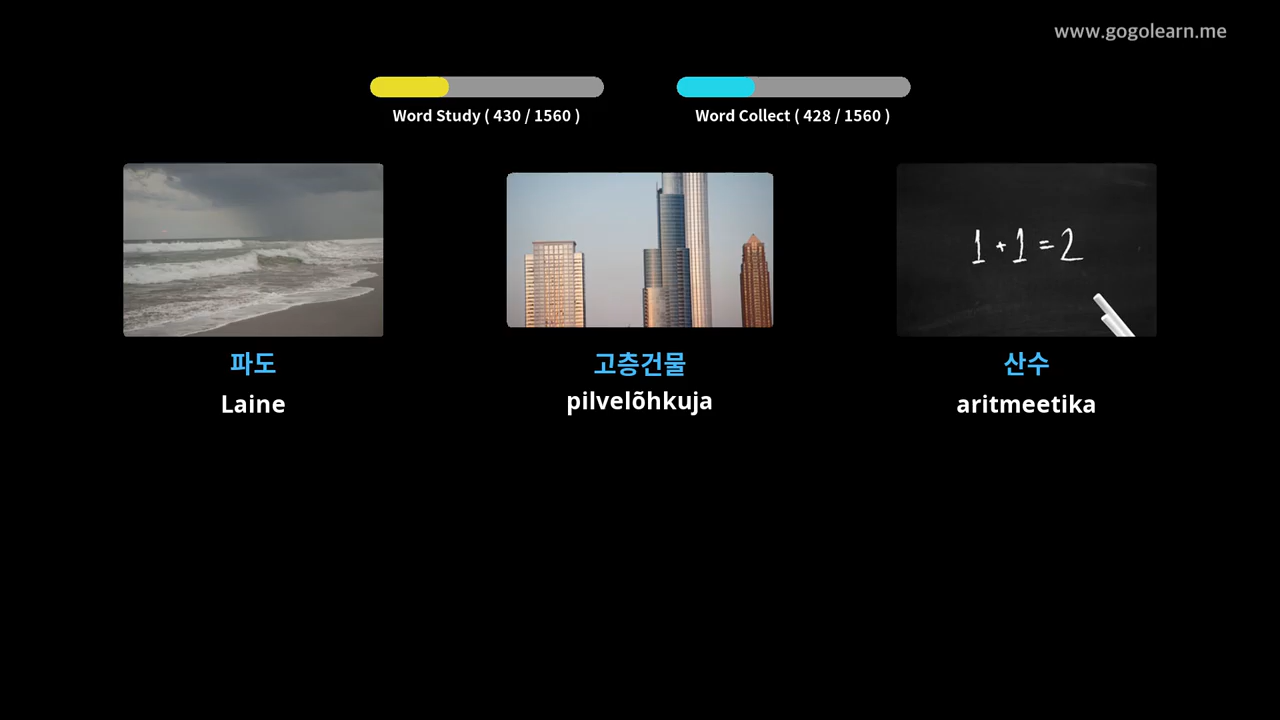 www.gogolearn.me
Word Study ( 430 / 1560 )
Word Collect ( 428 / 1560 )
1 + 1 = 2
파도
Laine
고층건물
pilvelõhkuja
산수
aritmeetika